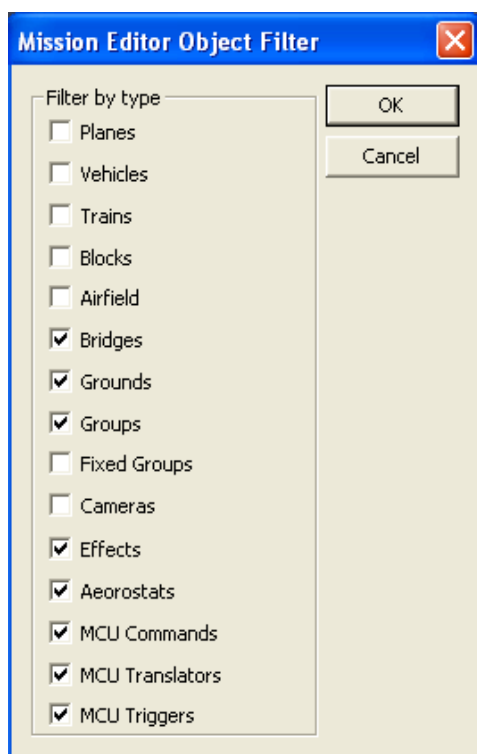 Mission Editor Object Filter
Filter by type
OK
Cancel
Planes
Vehicles
Trains
Blocks
Airfield
Bridges
Grounds
Groups
Fixed Groups
Cameras
Effects
Aeorostats
MCU Commands
MCU Translators
MCU Triggers